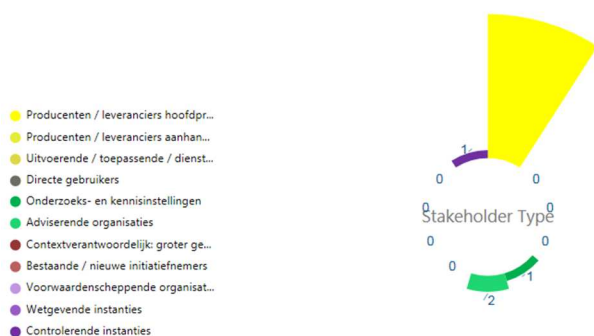 Producenten / leveranciers hoofdpr...
Producenten / leveranciers aanhan...
Uitvoerende / toepassende / dienst...
Directe gebruikers
Onderzoeks- en kennisinstellingen
Adviserende organisaties
Contextverantwoordelijk: groter ge...
Bestaande / nieuwe initiatiefnemers
Voorwaardenscheppende organisat...
Wetgevende instanties
Controlerende instanties
1
0
0
0
0
Stakeholder Type
0
0
0
1
2